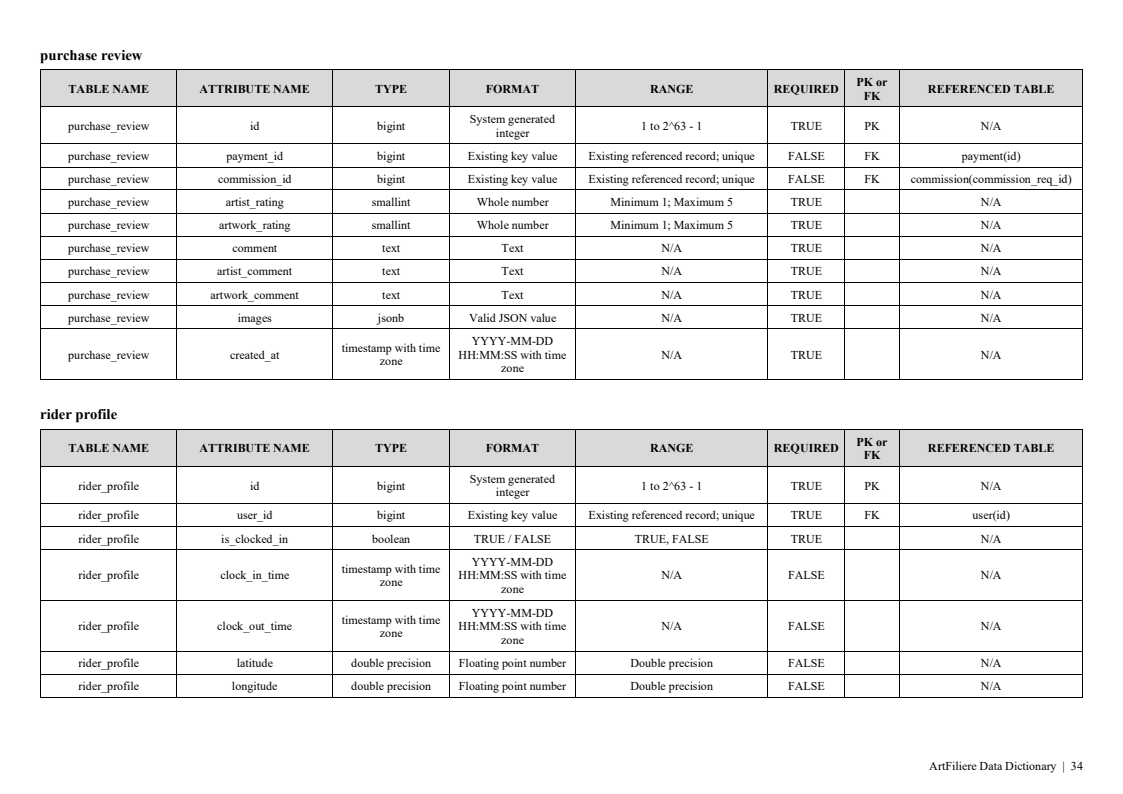 purchase review
TABLE NAME ATTRIBUTE NAME TYPE FORMAT RANGE REQUIRED PK or FK REFERENCED TABLE
purchase_review id bigint System generated integer 1 to 2^63 - 1 TRUE PK N/A
purchase_review payment_id bigint Existing key value Existing referenced record; unique FALSE FK payment(id)
purchase_review commission_id bigint Existing key value Existing referenced record; unique FALSE FK commission(commission_req_id)
purchase_review artist_rating smallint Whole number Minimum 1; Maximum 5 TRUE N/A
purchase_review artwork_rating smallint Whole number Minimum 1; Maximum 5 TRUE N/A
purchase_review comment text Text N/A TRUE N/A
purchase_review artist_comment text Text N/A TRUE N/A
purchase_review artwork_comment text Text N/A TRUE N/A
purchase_review images jsonb Valid JSON value N/A TRUE N/A
purchase_review created_at timestamp with time zone YYYY-MM-DD HH:MM:SS with time zone N/A TRUE N/A
rider profile
TABLE NAME ATTRIBUTE NAME TYPE FORMAT RANGE REQUIRED PK or FK REFERENCED TABLE
rider_profile id bigint System generated integer 1 to 2^63 - 1 TRUE PK N/A
rider_profile user_id bigint Existing key value Existing referenced record; unique TRUE FK user(id)
rider_profile is_clocked_in boolean TRUE / FALSE TRUE, FALSE TRUE N/A
rider_profile clock_in_time timestamp with time zone YYYY-MM-DD HH:MM:SS with time zone N/A FALSE N/A
rider_profile clock_out_time timestamp with time zone YYYY-MM-DD HH:MM:SS with time zone N/A FALSE N/A
rider_profile latitude double precision Floating point number Double precision FALSE N/A
rider_profile longitude double precision Floating point number Double precision FALSE N/A
ArtFiliere Data Dictionary | 34